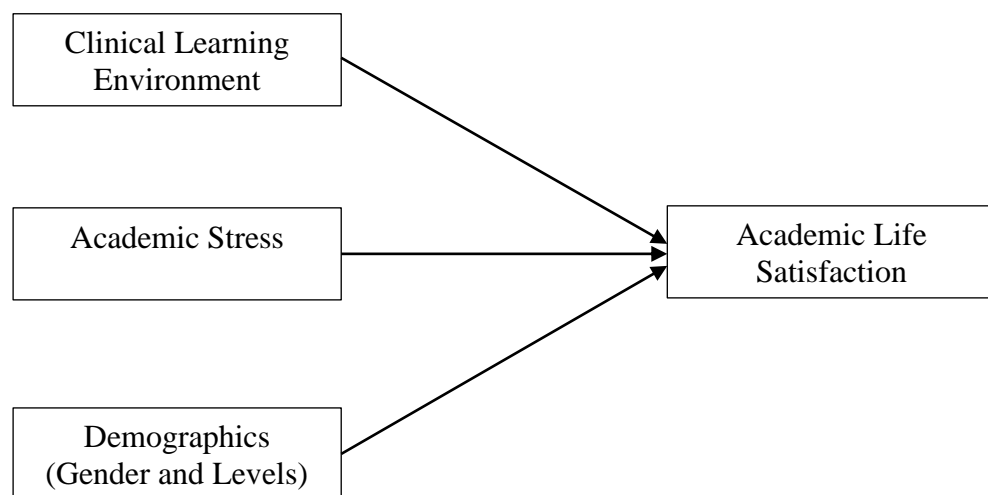 Clinical Learning
Environment
Academic Stress
Academic Life
Satisfaction
Demographics
(Gender and Levels)